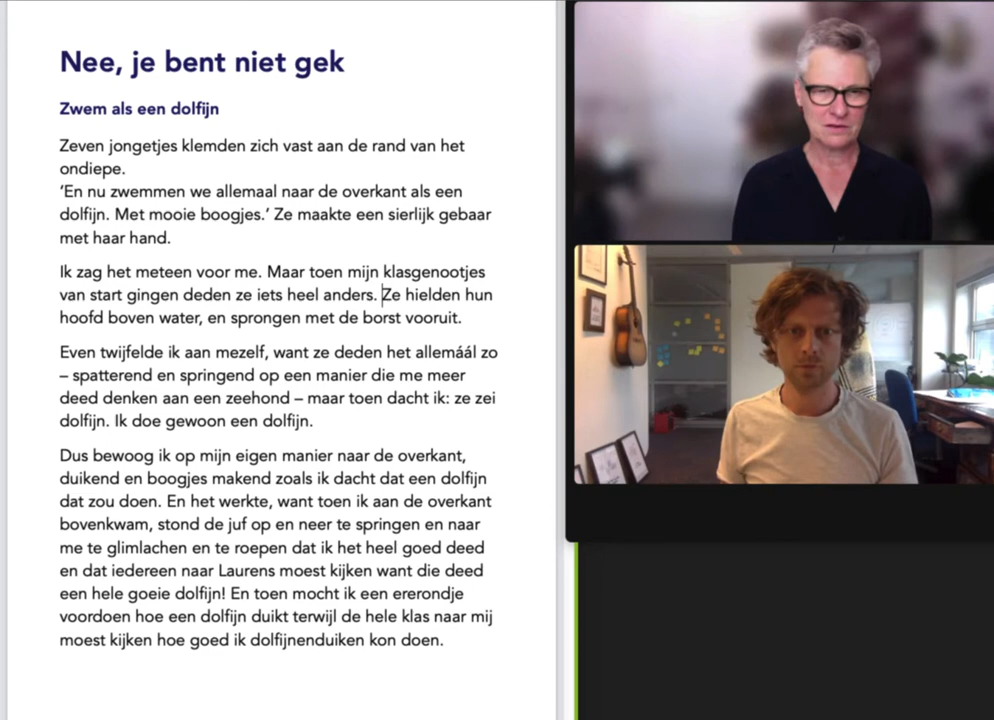 Nee, je bent niet gek
Zwem als een dolfijn
Zeven jongetjes klemden zich vast aan de rand van het
ondiepe.
‘En nu zwemmen we allemaal naar de overkant als een
dolfijn. Met mooie boogjes.’ Ze maakte een sierlijk gebaar
met haar hand.
Ik zag het meteen voor me. Maar toen mijn klasgenootjes
van start gingen deden ze iets heel anders. Ze hielden hun
hoofd boven water, en sprongen met de borst vooruit.
Even twijfelde ik aan mezelf, want ze deden het allemáál zo
– spatterend en springend op een manier die me meer
deed denken aan een zeehond – maar toen dacht ik: ze zei
dolfijn. Ik doe gewoon een dolfijn.
Dus bewoog ik op mijn eigen manier naar de overkant,
duikend en boogjes makend zoals ik dacht dat een dolfijn
dat zou doen. En het werkte, want toen ik aan de overkant
bovenkwam, stond de juf op en neer te springen en naar
me te glimlachen en te roepen dat ik het heel goed deed
en dat iedereen naar Laurens moest kijken want die deed
een hele goeie dolfijn! En toen mocht ik een ererondje
voordoen hoe een dolfijn duikt terwijl de hele klas naar mij
moest kijken hoe goed ik dolfijnenduiken kon doen.